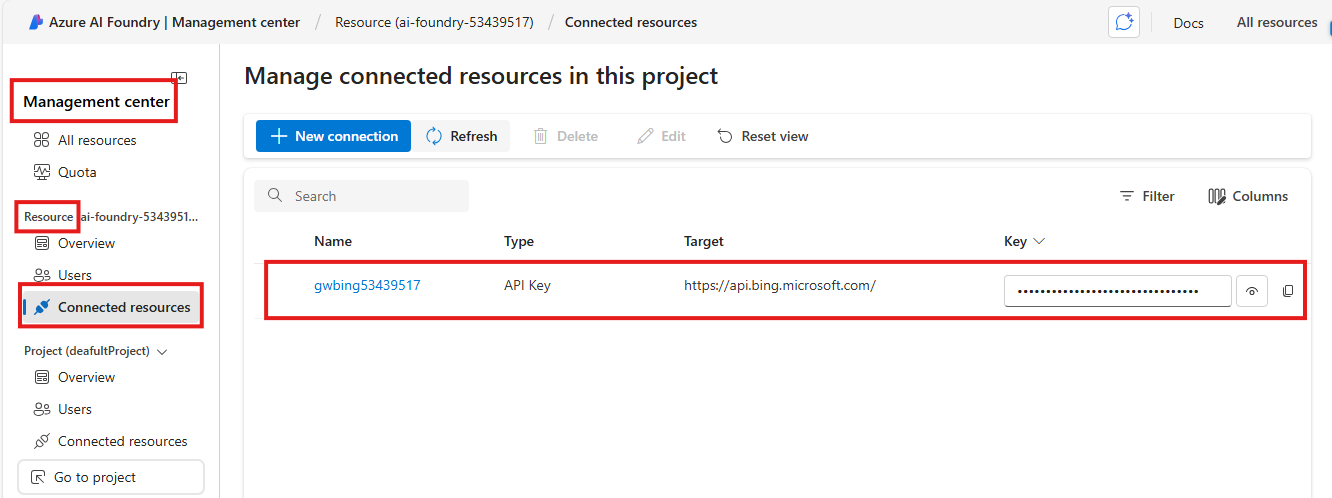 Azure AI Foundry | Management center / Resource (ai-foundry-53439517) / Connected resources
Docs
All resources
Management center
All resources
Quota
Resource ai-foundry-5343951...
Overview
Users
Connected resources
Project (deafultProject)
Overview
Users
Connected resources
Go to project
Manage connected resources in this project
New connection Refresh Delete Edit Reset view
Search
Filter Columns
Name Type Target Key
gwbing53439517 API Key https://api.bing.microsoft.com/ •••••••••••••••••••••••••••••••